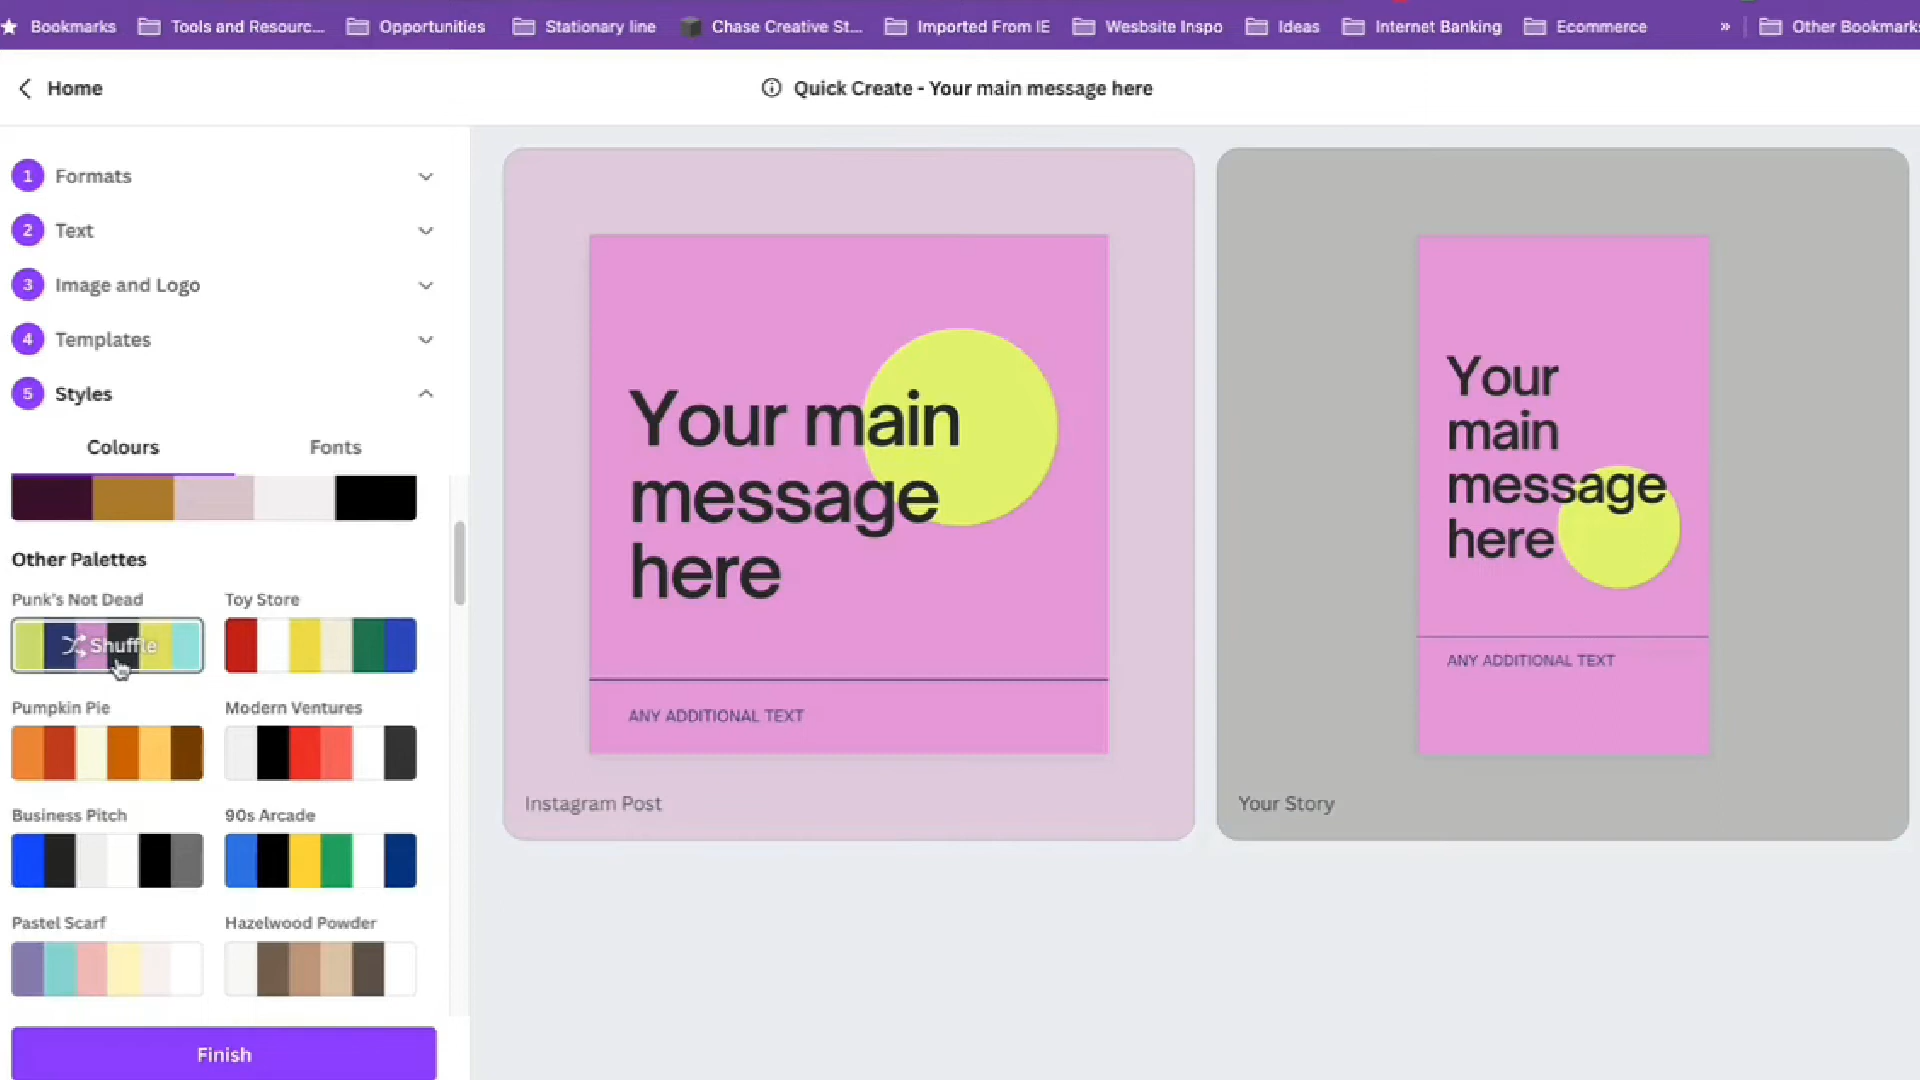 Bookmarks Tools and Resourc... Opportunities Stationary line Chase Creative St... Imported From IE Wesbsite Inspo Ideas Internet Banking Ecommerce » Other Bookmarks
Home
Quick Create - Your main message here
1 Formats
2 Text
3 Image and Logo
4 Templates
5 Styles
Colours Fonts
Other Palettes
Punk's Not Dead Toy Store
Shuffle
Pumpkin Pie Modern Ventures
Business Pitch 90s Arcade
Pastel Scarf Hazelwood Powder
Finish
Your main
message
here
ANY ADDITIONAL TEXT
Instagram Post
Your
main
message
here
ANY ADDITIONAL TEXT
Your Story